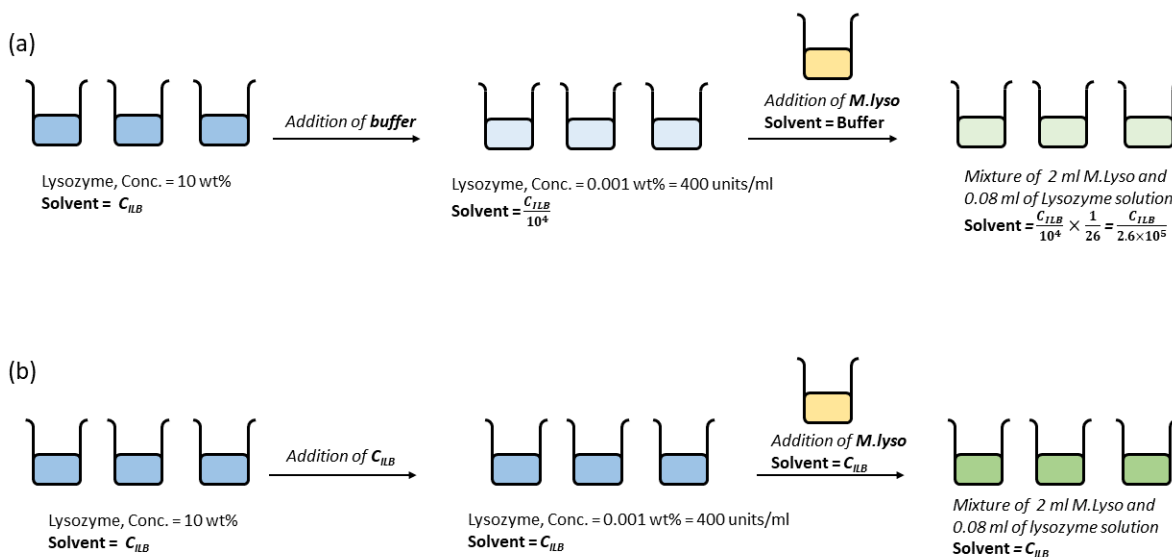 (a)
Addition of buffer
Addition of M.lyso
Solvent = Buffer
Lysozyme, Conc. = 10 wt%
Solvent = C_ILB
Lysozyme, Conc. = 0.001 wt% = 400 units/ml
Solvent = C_ILB/10^4
Mixture of 2 ml M.Lyso and
0.08 ml of Lysozyme solution
Solvent = C_ILB/10^4 × 1/26 = C_ILB/2.6×10^5
(b)
Addition of C_ILB
Addition of M.lyso
Solvent = C_ILB
Lysozyme, Conc. = 10 wt%
Solvent = C_ILB
Lysozyme, Conc. = 0.001 wt% = 400 units/ml
Solvent = C_ILB
Mixture of 2 ml M.Lyso and
0.08 ml of lysozyme solution
Solvent = C_ILB